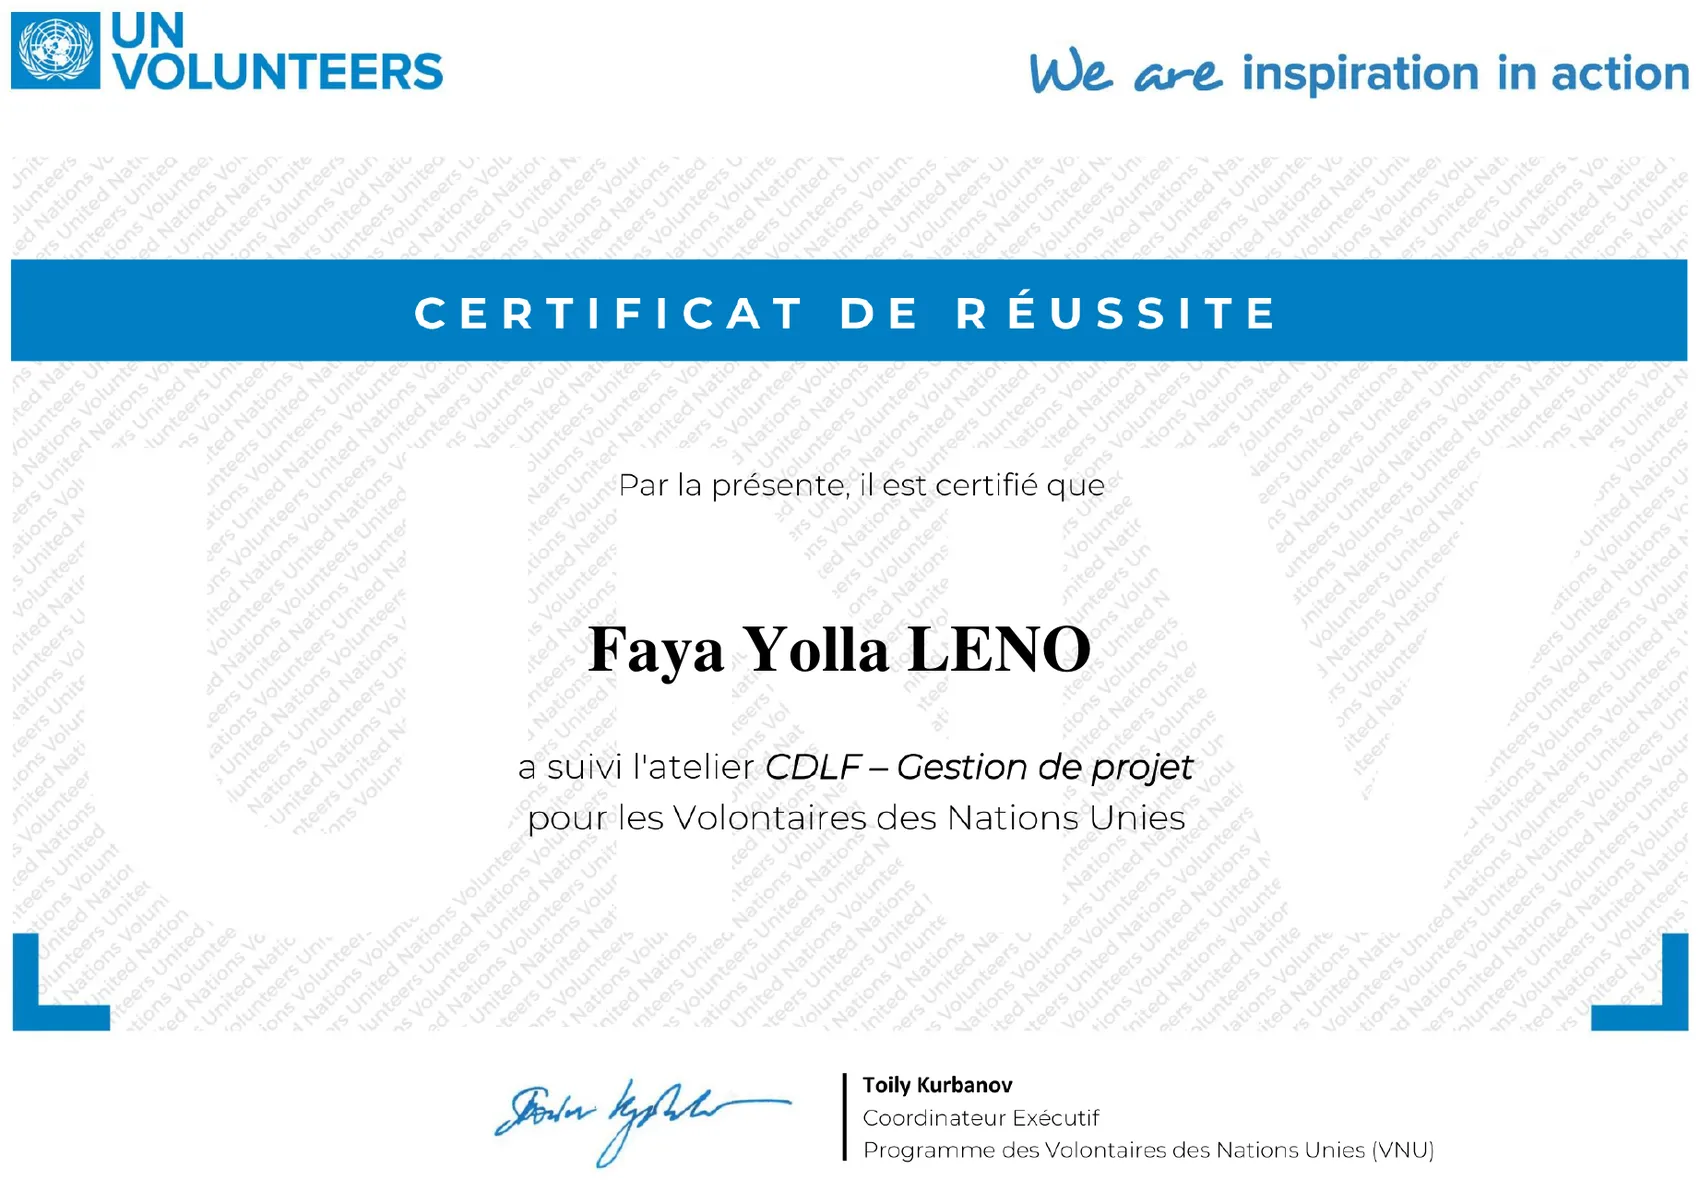 UN
VOLUNTEERS
We are inspiration in action
CERTIFICAT DE RÉUSSITE
Par la présente, il est certifié que
Faya Yolla LENO
a suivi l'atelier CDLF – Gestion de projet
pour les Volontaires des Nations Unies
Toily Kurbanov
Coordinateur Exécutif
Programme des Volontaires des Nations Unies (VNU)
UNV